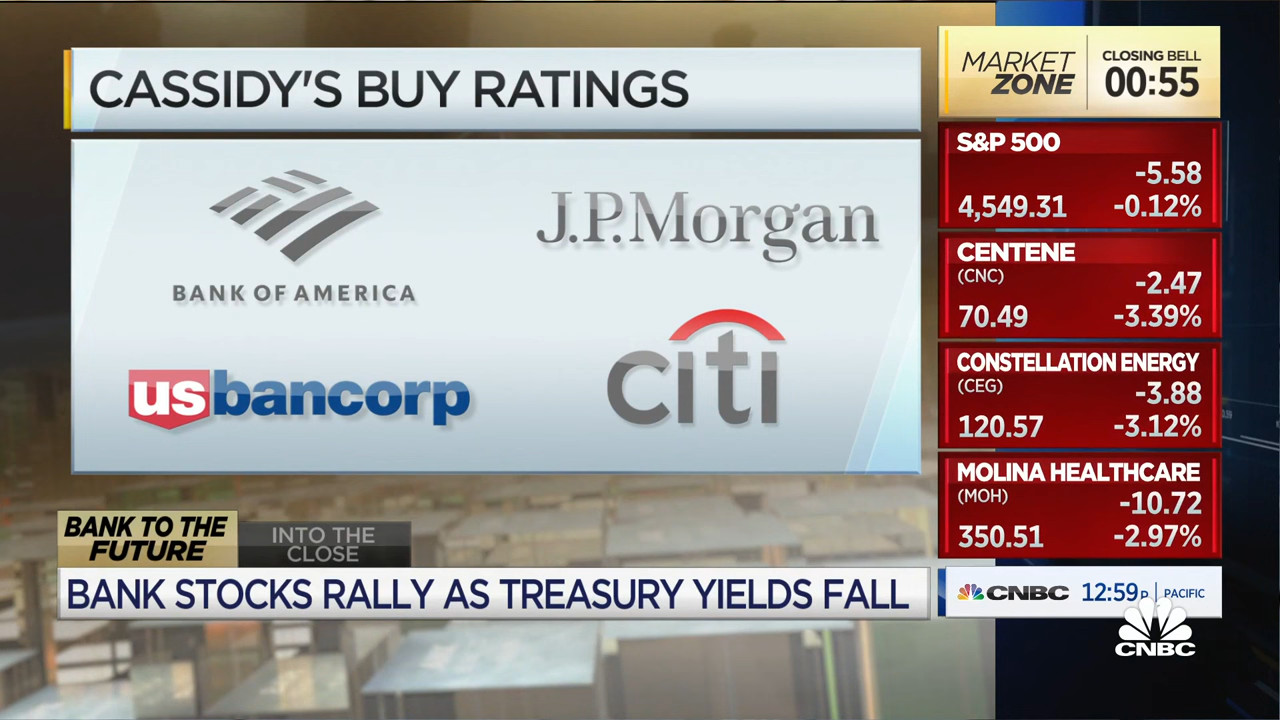 CASSIDY'S BUY RATINGS
BANK OF AMERICA
J.P.Morgan
usbancorp
citi
BANK TO THE
FUTURE
INTO THE
CLOSE
BANK STOCKS RALLY AS TREASURY YIELDS FALL
MARKET
ZONE
CLOSING BELL
00:55
S&P 500
-5.58
4,549.31 -0.12%
CENTENE
(CNC)
-2.47
70.49 -3.39%
CONSTELLATION ENERGY
(CEG)
-3.88
120.57 -3.12%
MOLINA HEALTHCARE
(MOH)
-10.72
350.51 -2.97%
CNBC 12:59P PACIFIC
CNBC